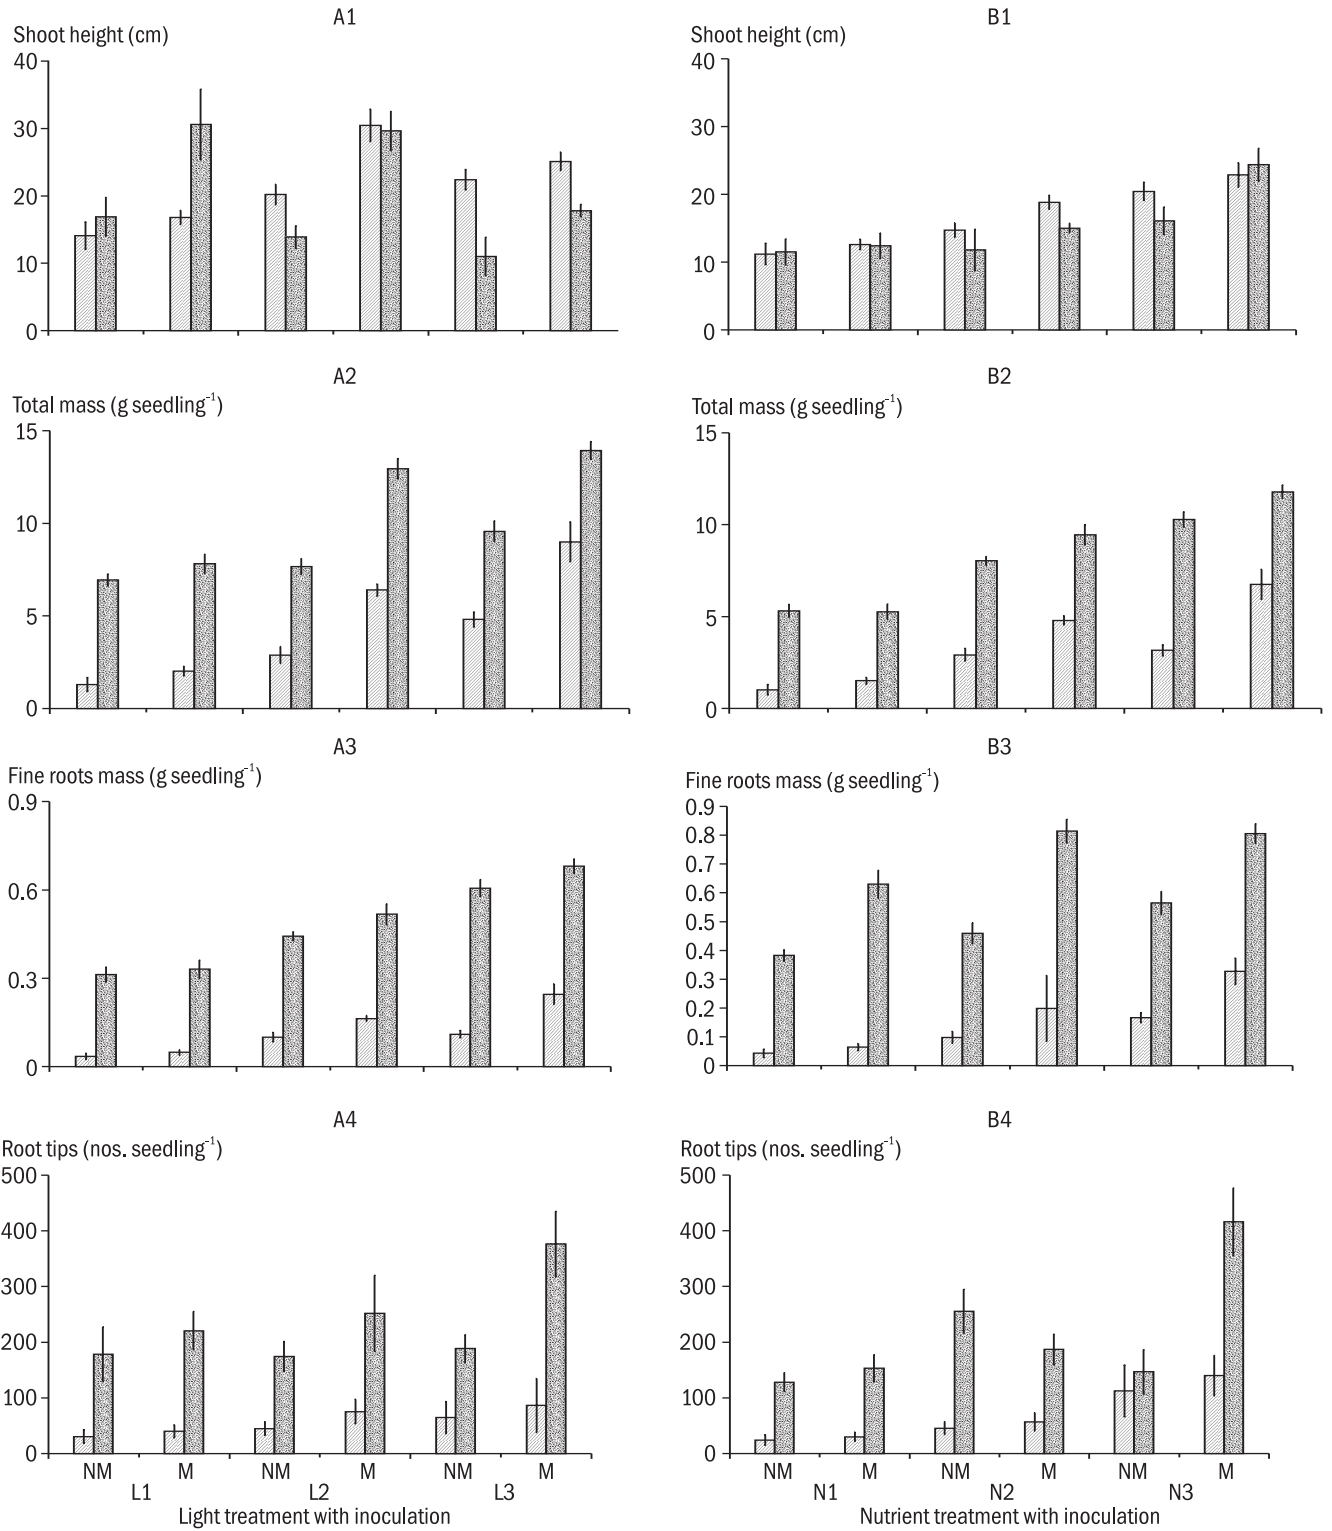 A1
Shoot height (cm)
40
30
20
10
0
B1
Shoot height (cm)
40
30
20
10
0
A2
Total mass (g seedling⁻¹)
15
10
5
0
B2
Total mass (g seedling⁻¹)
15
10
5
0
A3
Fine roots mass (g seedling⁻¹)
0.9
0.6
0.3
0
B3
Fine roots mass (g seedling⁻¹)
0.9
0.8
0.7
0.6
0.5
0.4
0.3
0.2
0.1
0
A4
Root tips (nos. seedling⁻¹)
500
400
300
200
100
0
NM M NM M NM M
L1 L2 L3
Light treatment with inoculation
B4
Root tips (nos. seedling⁻¹)
500
400
300
200
100
0
NM M NM M NM M
N1 N2 N3
Nutrient treatment with inoculation